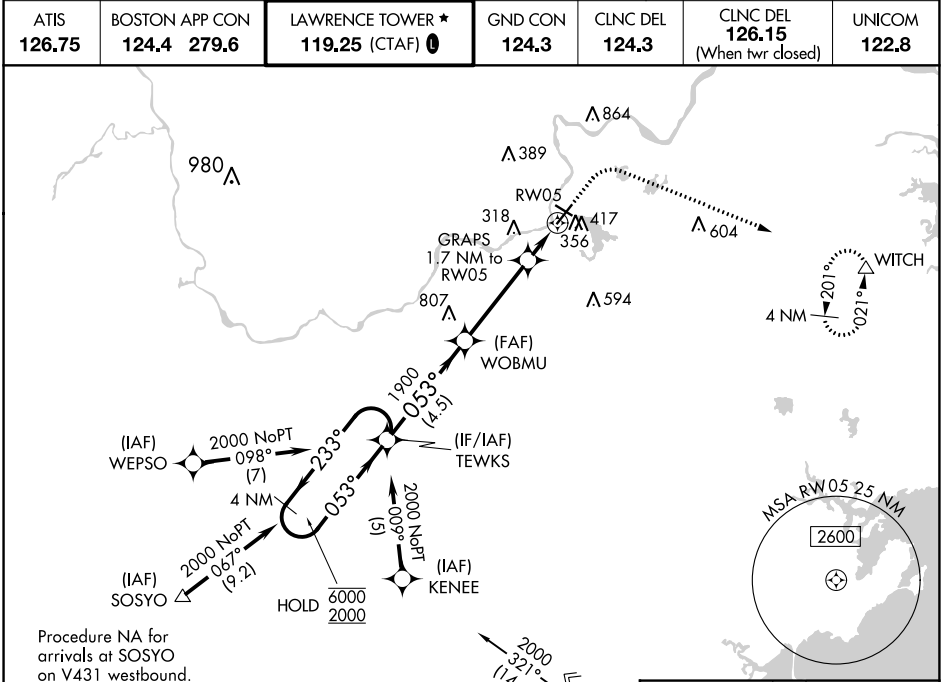 ATIS
126.75
BOSTON APP CON
124.4 279.6
LAWRENCE TOWER ★
119.25 (CTAF) L
GND CON
124.3
CLNC DEL
124.3
CLNC DEL
126.15
(When twr closed)
UNICOM
122.8
864
980
389
RW05
318
417
356
604
GRAPS
1.7 NM to
RW05
WITCH
201°
021°
4 NM
807
594
(FAF)
WOBMU
1900
053°
(4.5)
(IAF)
WEPSO
2000 NoPT
098°
(7)
233°
053°
4 NM
(IF/IAF)
TEWKS
2000 NoPT
009°
(5)
MSA RW05 25 NM
2600
2000 NoPT
067°
(9.2)
(IAF)
SOSYO
HOLD
6000
2000
(IAF)
KENEE
Procedure NA for
arrivals at SOSYO
on V431 westbound.
2000
321°